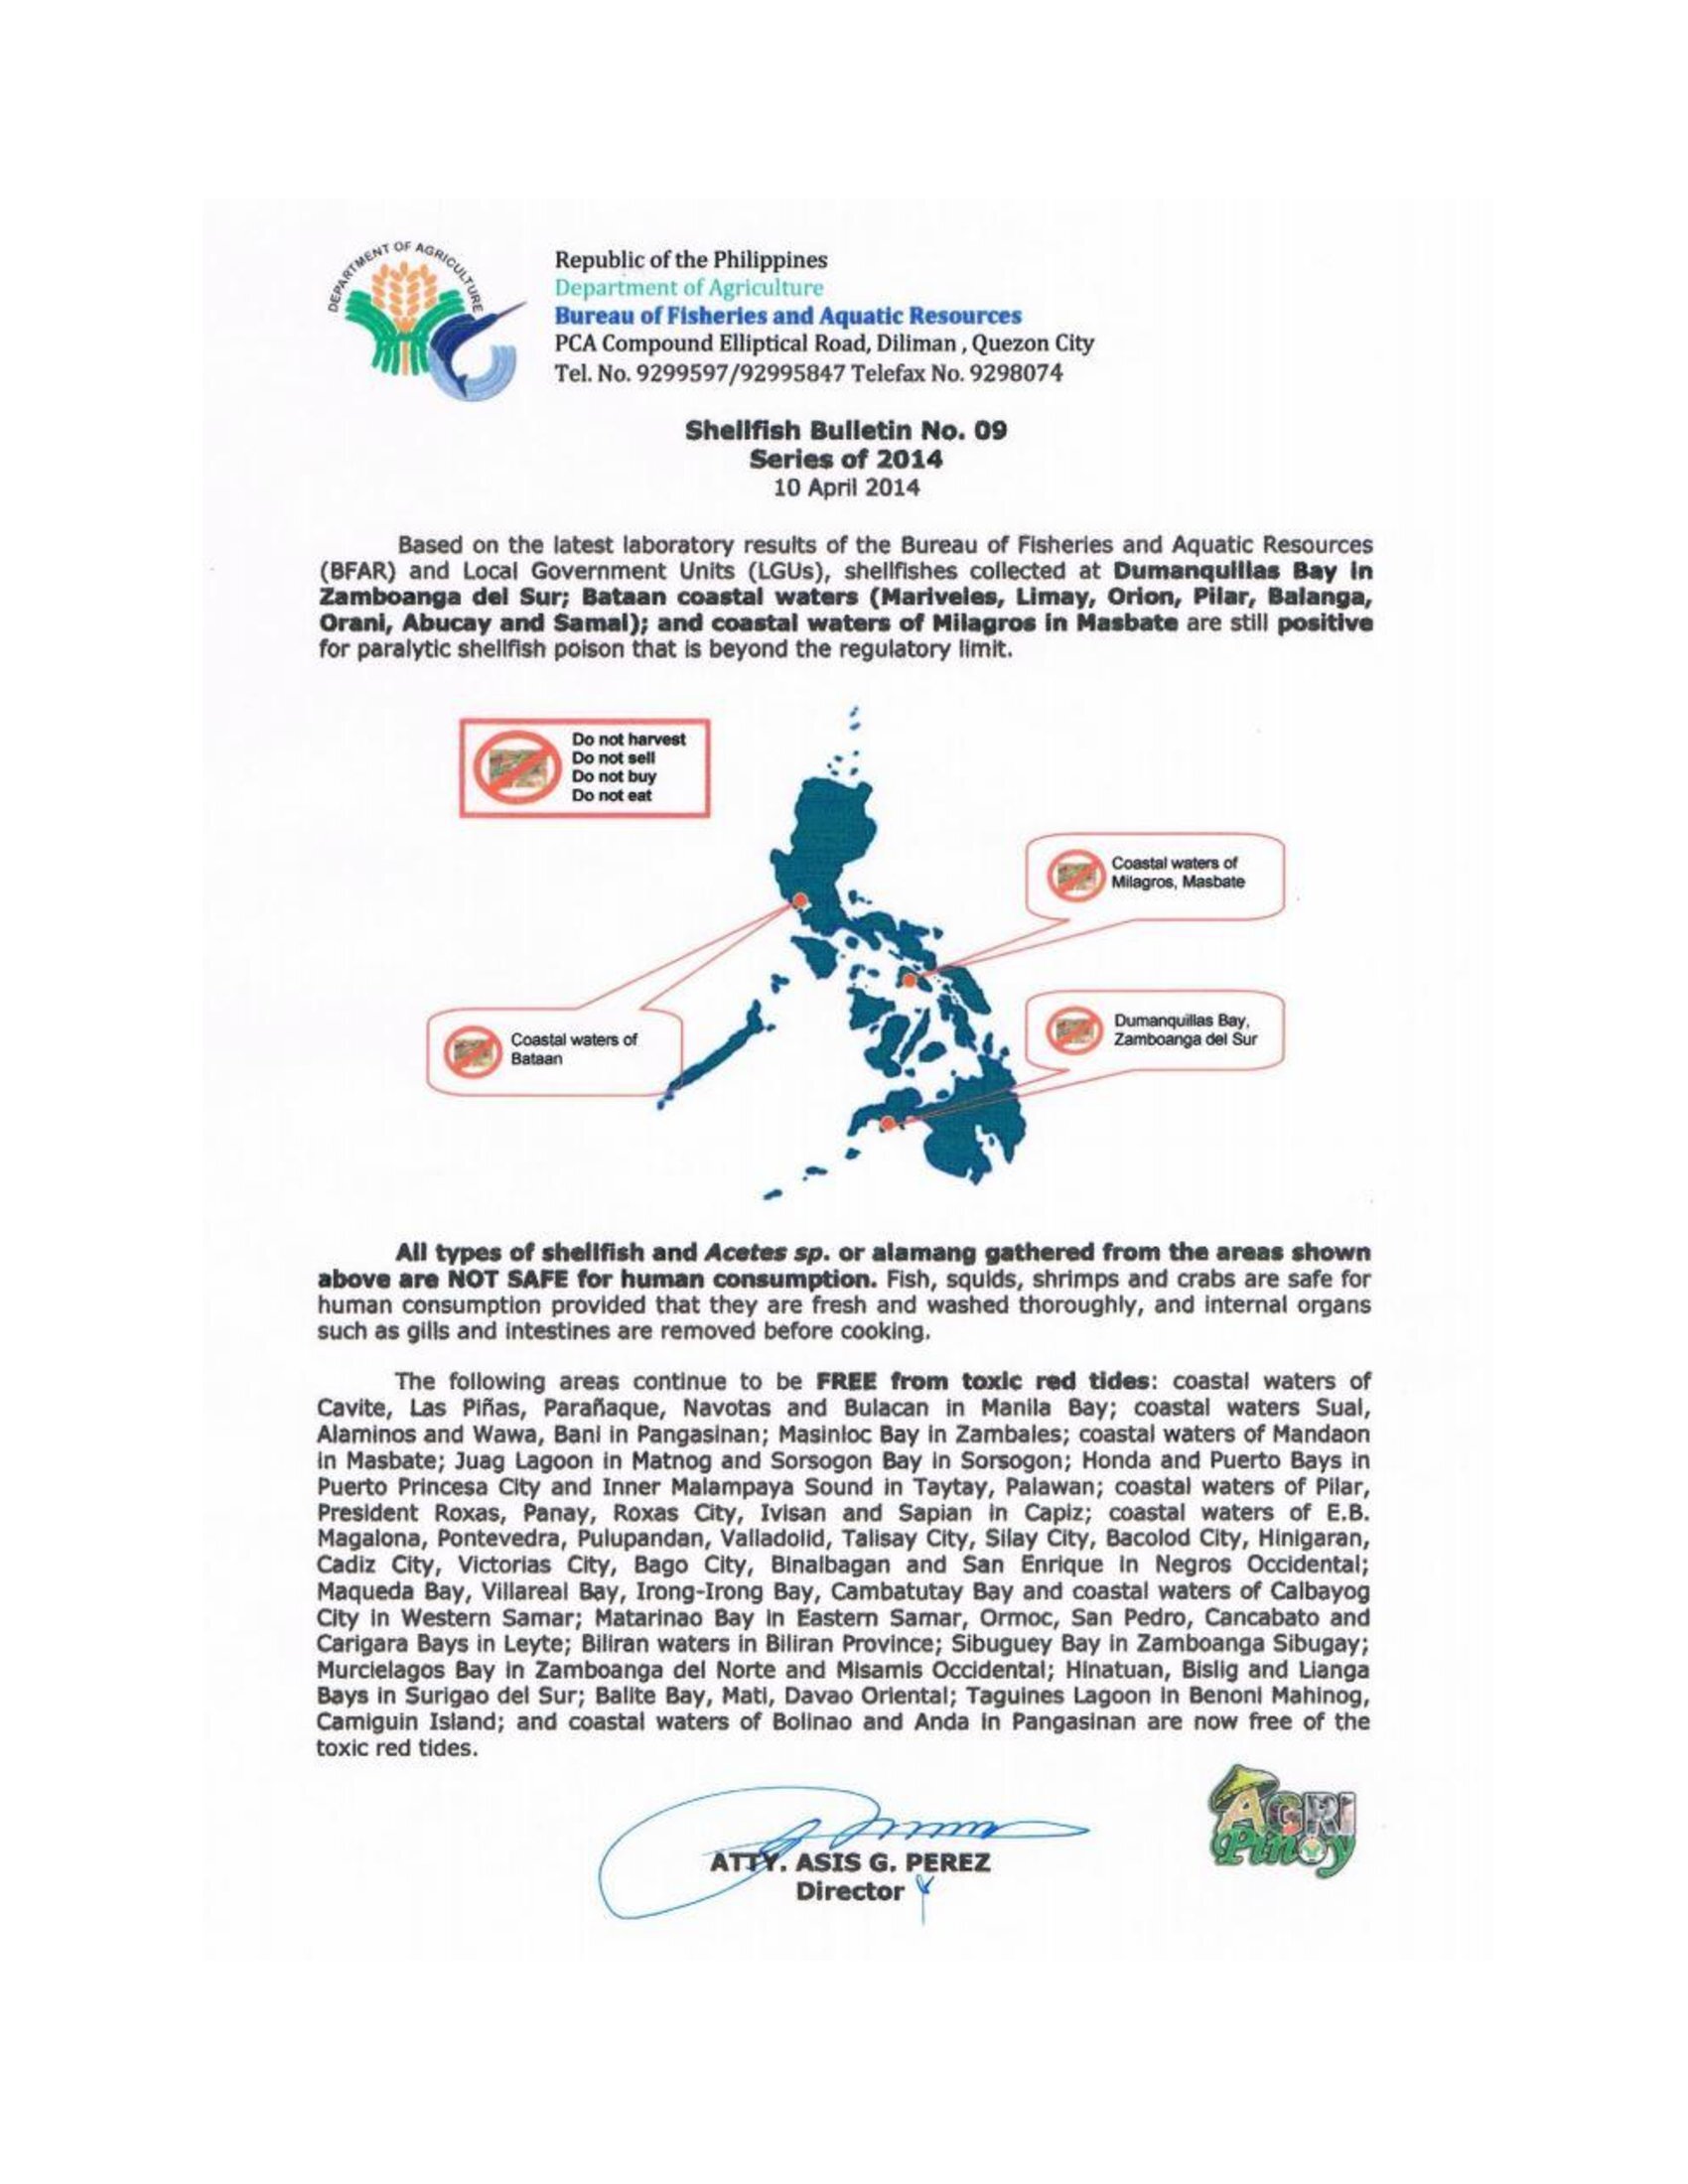 DEPARTMENT OF AGRICULTURE
Republic of the Philippines
Department of Agriculture
Bureau of Fisheries and Aquatic Resources
PCA Compound Elliptical Road, Diliman , Quezon City
Tel. No. 9299597/92995847 Telefax No. 9298074
Shellfish Bulletin No. 09
Series of 2014
10 April 2014
Based on the latest laboratory results of the Bureau of Fisheries and Aquatic Resources
(BFAR) and Local Government Units (LGUs), shellfishes collected at Dumanquillas Bay in
Zamboanga del Sur; Bataan coastal waters (Mariveles, Limay, Orion, Pilar, Balanga,
Orani, Abucay and Samal); and coastal waters of Milagros in Masbate are still positive
for paralytic shellfish poison that is beyond the regulatory limit.
Do not harvest
Do not sell
Do not buy
Do not eat
Coastal waters of
Milagros, Masbate
Coastal waters of
Bataan
Dumanquillas Bay,
Zamboanga del Sur
All types of shellfish and Acetes sp. or alamang gathered from the areas shown
above are NOT SAFE for human consumption. Fish, squids, shrimps and crabs are safe for
human consumption provided that they are fresh and washed thoroughly, and internal organs
such as gills and intestines are removed before cooking.
The following areas continue to be FREE from toxic red tides: coastal waters of
Cavite, Las Piñas, Parañaque, Navotas and Bulacan in Manila Bay; coastal waters Sual,
Alaminos and Wawa, Bani in Pangasinan; Masinloc Bay in Zambales; coastal waters of Mandaon
in Masbate; Juag Lagoon in Matnog and Sorsogon Bay in Sorsogon; Honda and Puerto Bays in
Puerto Princesa City and Inner Malampaya Sound in Taytay, Palawan; coastal waters of Pilar,
President Roxas, Panay, Roxas City, Ivisan and Sapian in Capiz; coastal waters of E.B.
Magalona, Pontevedra, Pulupandan, Valladolid, Talisay City, Silay City, Bacolod City, Hinigaran,
Cadiz City, Victorias City, Bago City, Binalbagan and San Enrique in Negros Occidental;
Maqueda Bay, Villareal Bay, Irong-Irong Bay, Cambatutay Bay and coastal waters of Calbayog
City in Western Samar; Matarinao Bay in Eastern Samar, Ormoc, San Pedro, Cancabato and
Carigara Bays in Leyte; Biliran waters in Biliran Province; Sibuguey Bay in Zamboanga Sibugay;
Murcielagos Bay in Zamboanga del Norte and Misamis Occidental; Hinatuan, Bislig and Lianga
Bays in Surigao del Sur; Balite Bay, Mati, Davao Oriental; Taguines Lagoon in Benoni Mahinog,
Camiguin Island; and coastal waters of Bolinao and Anda in Pangasinan are now free of the
toxic red tides.
ATTY. ASIS G. PEREZ
Director
AGRI
Pinoy